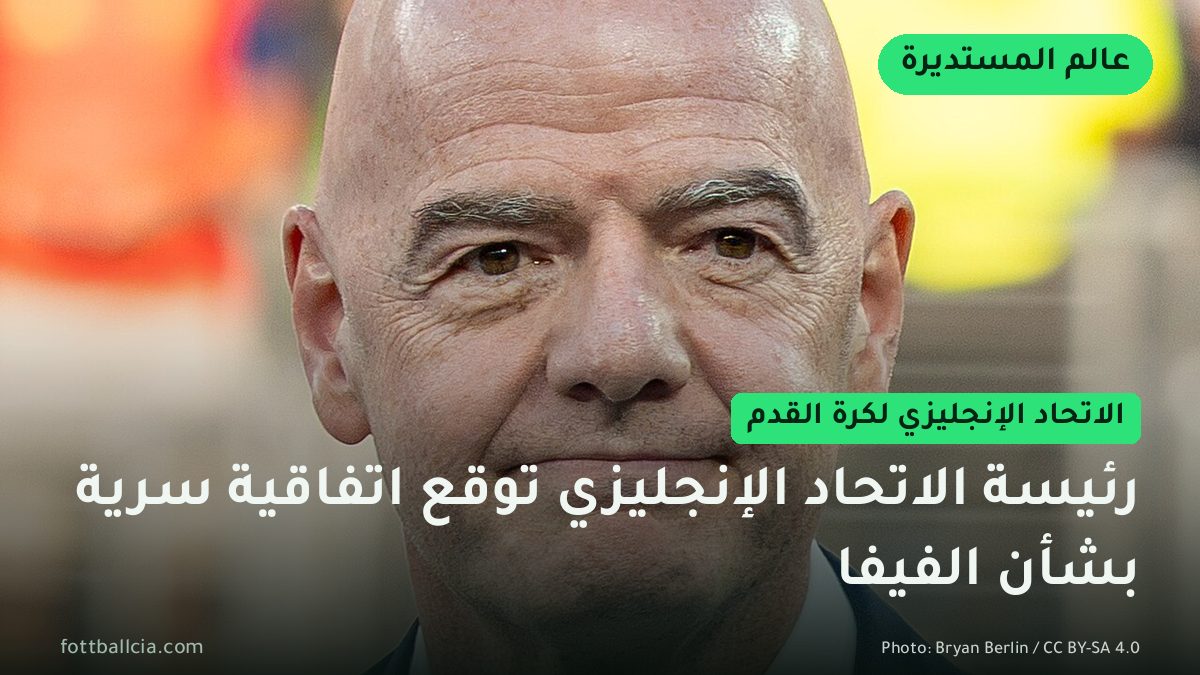 عالم المستديرة
الاتحاد الإنجليزي لكرة القدم
رئيسة الاتحاد الإنجليزي توقع اتفاقية سرية
بشأن الفيفا
fottballcia.com
Photo: Bryan Berlin / CC BY-SA 4.0